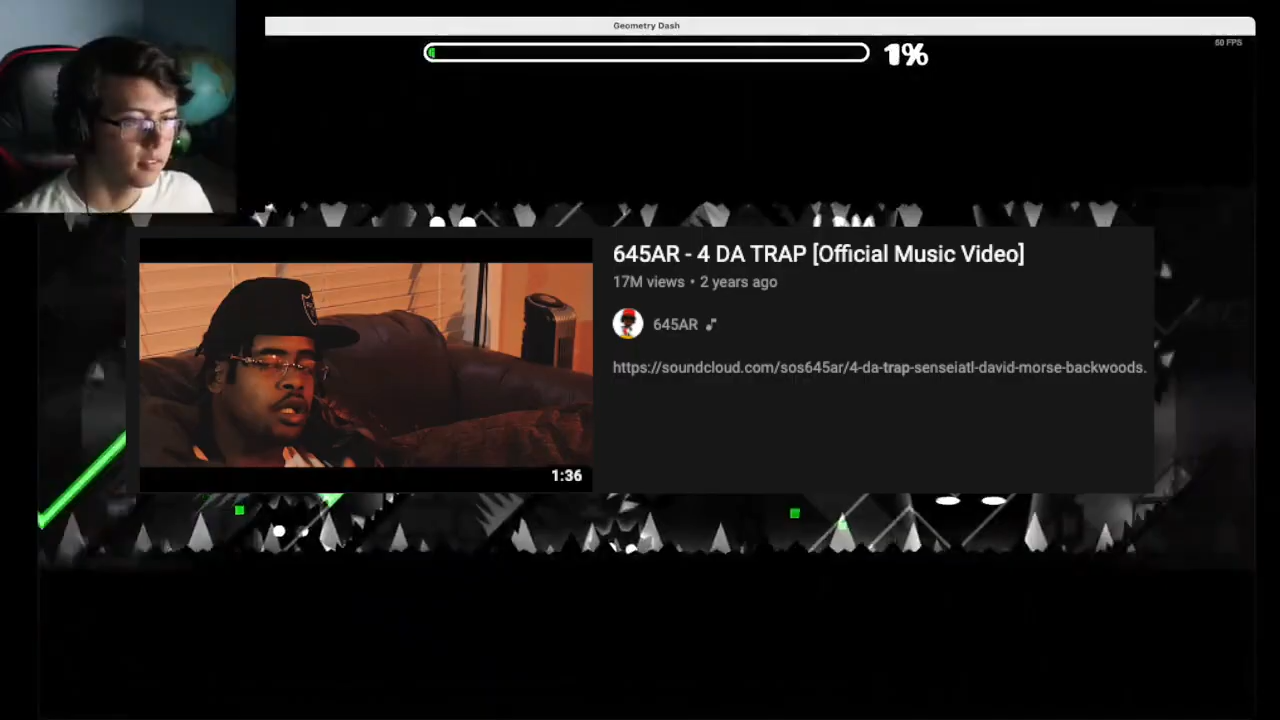 Geometry Dash
60 FPS
1%
645AR - 4 DA TRAP [Official Music Video]
17M views • 2 years ago
645AR
https://soundcloud.com/sos645ar/4-da-trap-senseiatl-david-morse-backwoods.
1:36